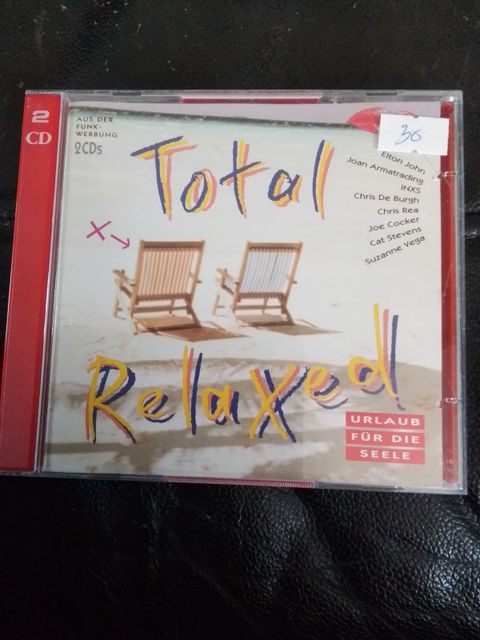 2
CD
AUS DER
FUNK-
WERBUNG
2CDs
Total
30
Elton John
Joan Armatrading
INXS
Chris De Burgh
Chris Rea
Joe Cocker
Cat Stevens
Suzanne Vega
X→
Relaxed
URLAUB
FÜR DIE
SEELE